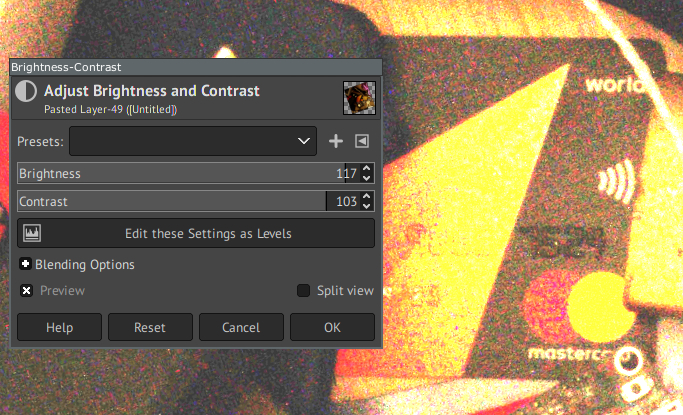 Brightness-Contrast
Adjust Brightness and Contrast
Pasted Layer-49 ([Untitled])
Presets:
Brightness 117
Contrast 103
Edit these Settings as Levels
Blending Options
Preview Split view
Help Reset Cancel OK
world